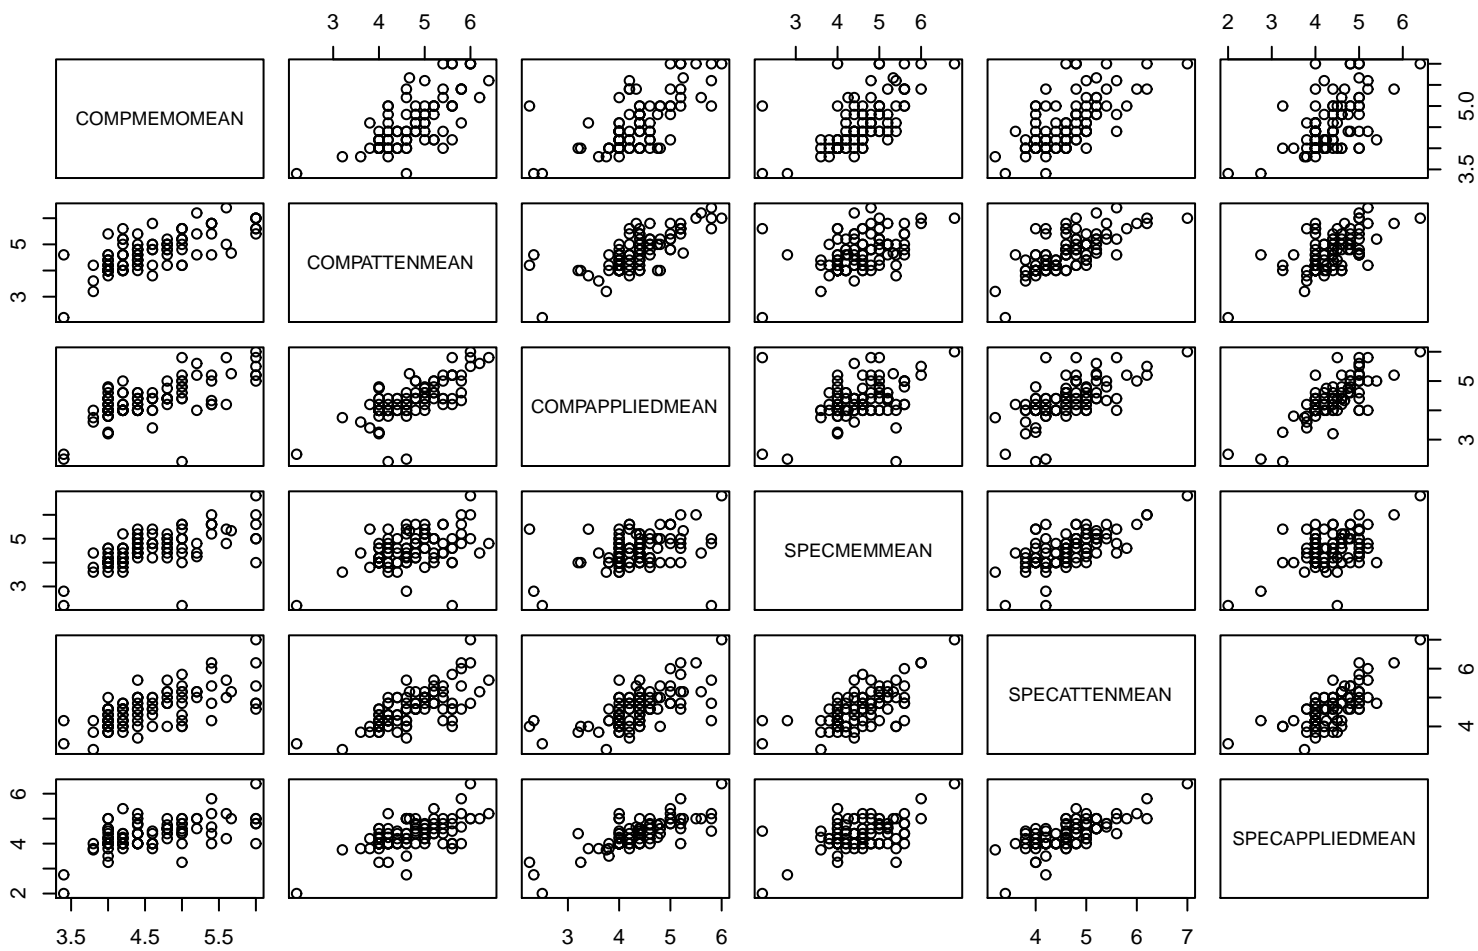 3 4 5 6 3 4 5 6 2 3 4 5 6
COMPMEMOMEAN 3.5 5.0
3 5 COMPATTENMEAN
COMPAPPLIEDMEAN 3 5
3 5 SPECMEMMEAN
SPECATTENMEAN 4 6
2 4 6 SPECAPPLIEDMEAN
3.5 4.5 5.5 3 4 5 6 4 5 6 7